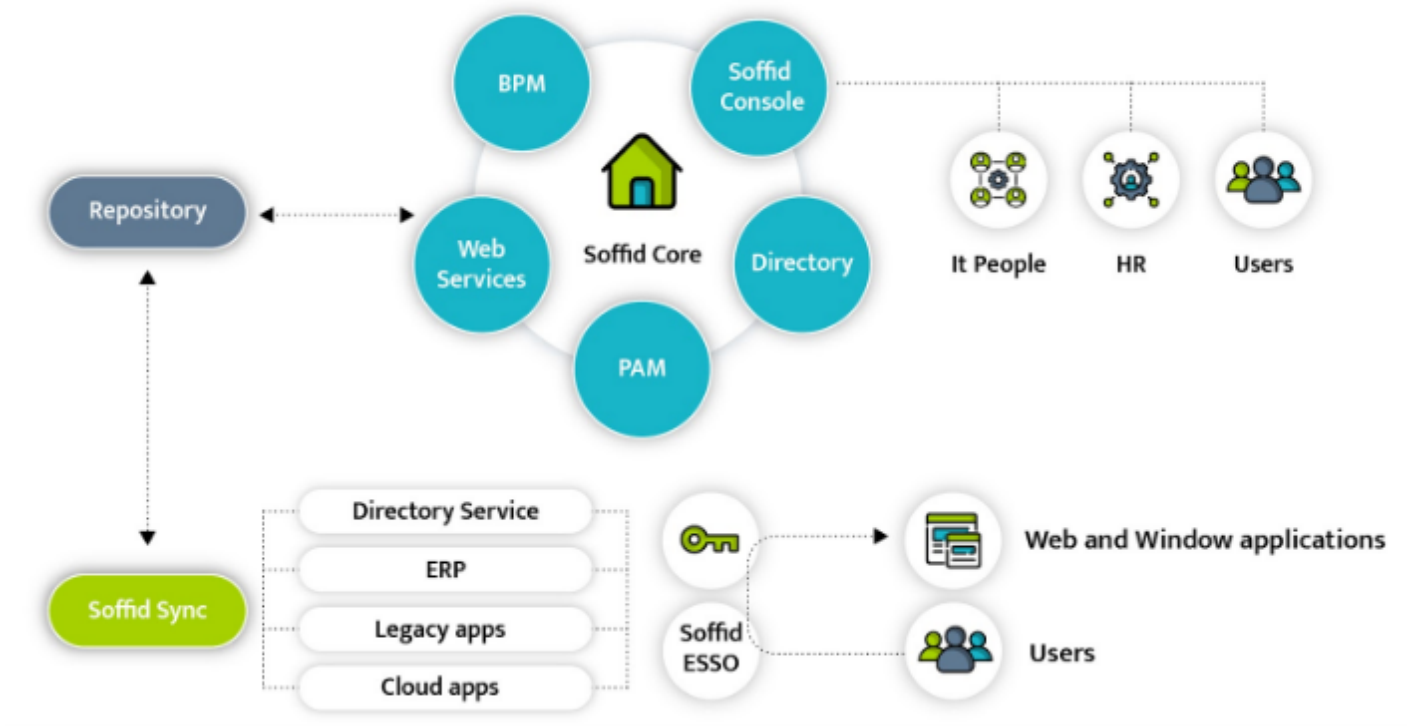 BPM
Soffid
Console
Repository
Web
Services
Soffid Core
Directory
It People
HR
Users
PAM
Directory Service
ERP
Legacy apps
Cloud apps
Soffid Sync
Soffid
ESSO
Web and Window applications
Users